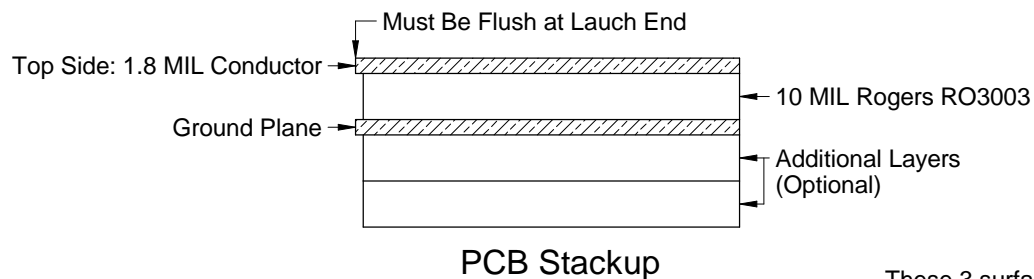 Must Be Flush at Lauch End
Top Side: 1.8 MIL Conductor
10 MIL Rogers RO3003
Ground Plane
Additional Layers
(Optional)
PCB Stackup
These 3 surfa